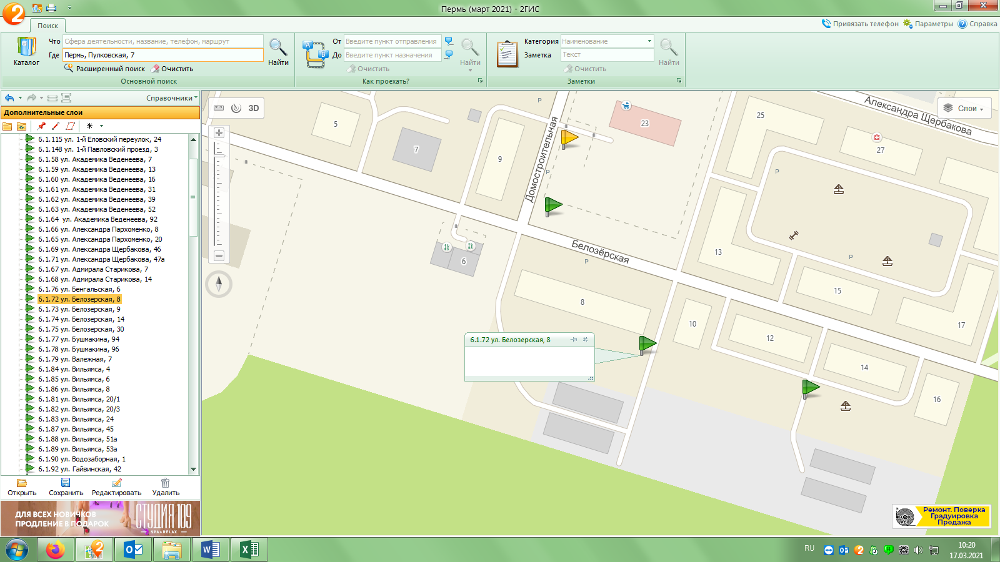 Пермь (март 2021) - 2ГИС
Поиск
Привязать телефон
Параметры
Справка
Каталог
Что
Сфера деятельности, название, телефон, маршрут
Где
Пермь, Пулковская, 7
Расширенный поиск
Очистить
Найти
Основной поиск
От
Введите пункт отправления
До
Введите пункт назначения
Очистить
Найти
Как проехать?
Категория
Наименование
Заметка
Текст
Очистить
Найти
Заметки
Справочники
Дополнительные слои
6.1.115 ул. 1-й Еловский переулок, 24
6.1.148 ул. 1-й Павловский проезд, 3
6.1.58 ул. Академика Веденеева, 7
6.1.59 ул. Академика Веденеева, 13
6.1.60 ул. Академика Веденеева, 16
6.1.61 ул. Академика Веденеева, 31
6.1.62 ул. Академика Веденеева, 39
6.1.63 ул. Академика Веденеева, 52
6.1.64  ул. Академика Веденеева, 92
6.1.66 ул. Александра Пархоменко, 8
6.1.65 ул. Александра Пархоменко, 20
6.1.69 ул. Александра Щербакова, 46
6.1.71 ул. Александра Щербакова, 47а
6.1.67 ул. Адмирала Старикова, 7
6.1.68 ул. Адмирала Старикова, 14
6.1.76 ул. Бенгальская, 6
6.1.72 ул. Белозерская, 8
6.1.73 ул. Белозерская, 9
6.1.74 ул. Белозерская, 14
6.1.75 ул. Белозерская, 30
6.1.77 ул. Бушмакина, 94
6.1.78 ул. Бушмакина, 96
6.1.79 ул. Валежная, 7
6.1.84 ул. Вильямса, 4
6.1.85 ул. Вильямса, 6
6.1.86 ул. Вильямса, 8
6.1.81 ул. Вильямса, 20/1
6.1.82 ул. Вильямса, 20/3
6.1.83 ул. Вильямса, 24
6.1.87 ул. Вильямса, 45
6.1.88 ул. Вильямса, 51а
6.1.89 ул. Вильямса, 53а
6.1.90 ул. Водозаборная, 1
6.1.92 ул. Гайвинская, 42
Открыть
Сохранить
Редактировать
Удалить
ДЛЯ ВСЕХ НОВИЧКОВ
ПРОДЛЕНИЕ В ПОДАРОК
СТУДИЯ 109
SPA & RELAX
3D
Слои
Александра Щербакова
Домостроительная
Белозёрская
P
P
P
P
P
5
7
9
23
25
27
6
8
13
15
17
10
12
14
16
6.1.72 ул. Белозерская, 8
Ремонт. Поверка
Градуировка
Продажа
RU
10:20
17.03.2021